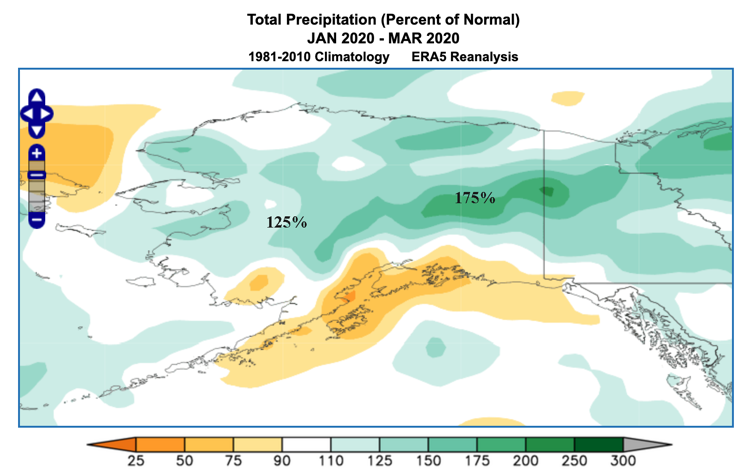 Total Precipitation (Percent of Normal)
JAN 2020 - MAR 2020
1981-2010 Climatology ERA5 Reanalysis
175%
125%
25 50 75 90 110 125 150 175 200 250 300